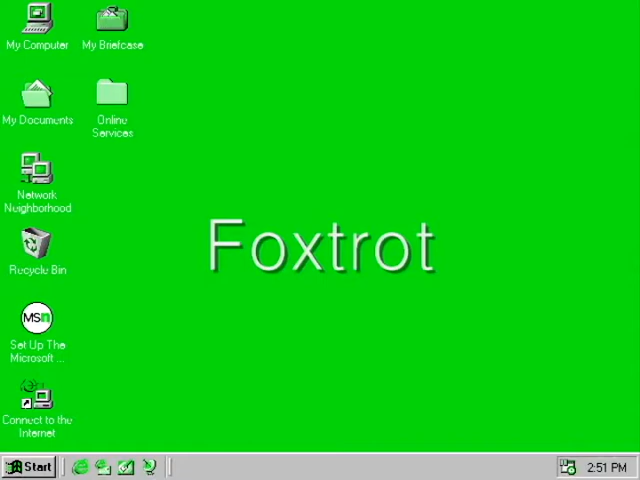 My Computer
My Briefcase
My Documents
Online
Services
Network
Neighborhood
Recycle Bin
MSn
Set Up The
Microsoft ...
Connect to the
Internet
Foxtrot
Start
2:51 PM